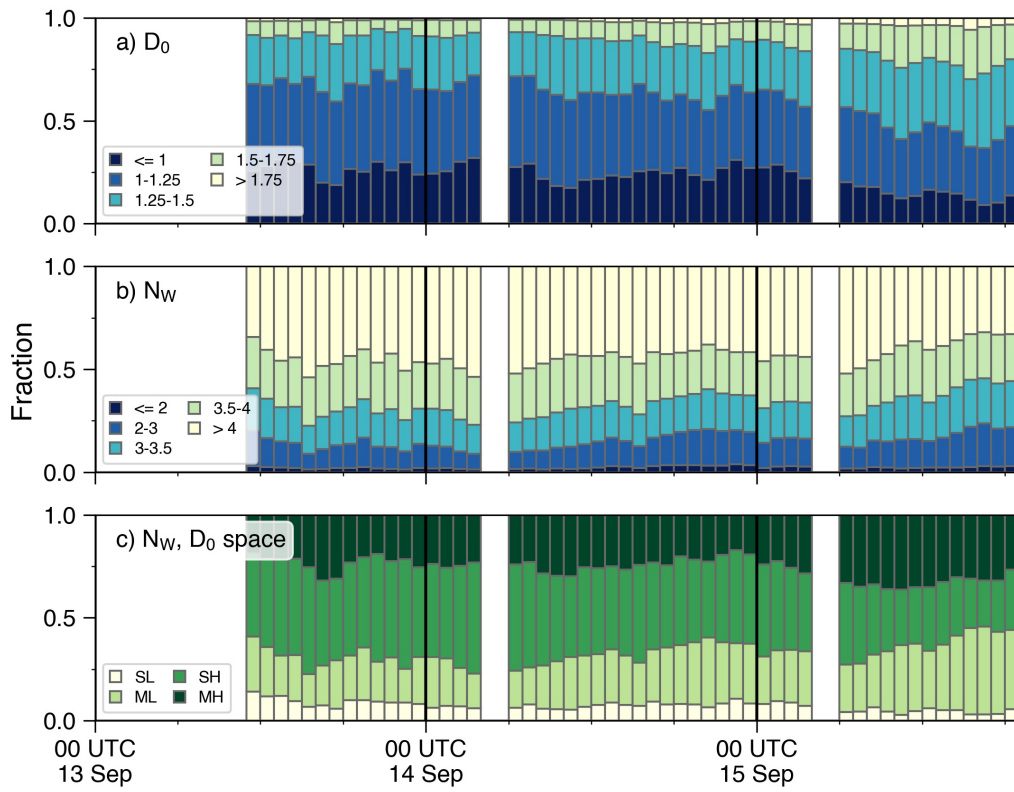 1.0
a) D₀
0.5
<= 1
1-1.25
1.25-1.5
1.5-1.75
> 1.75
0.0
1.0
b) N_W
Fraction
0.5
<= 2
2-3
3-3.5
3.5-4
> 4
0.0
1.0
c) N_W, D₀ space
0.5
SL
ML
SH
MH
0.0
00 UTC
13 Sep
00 UTC
14 Sep
00 UTC
15 Sep